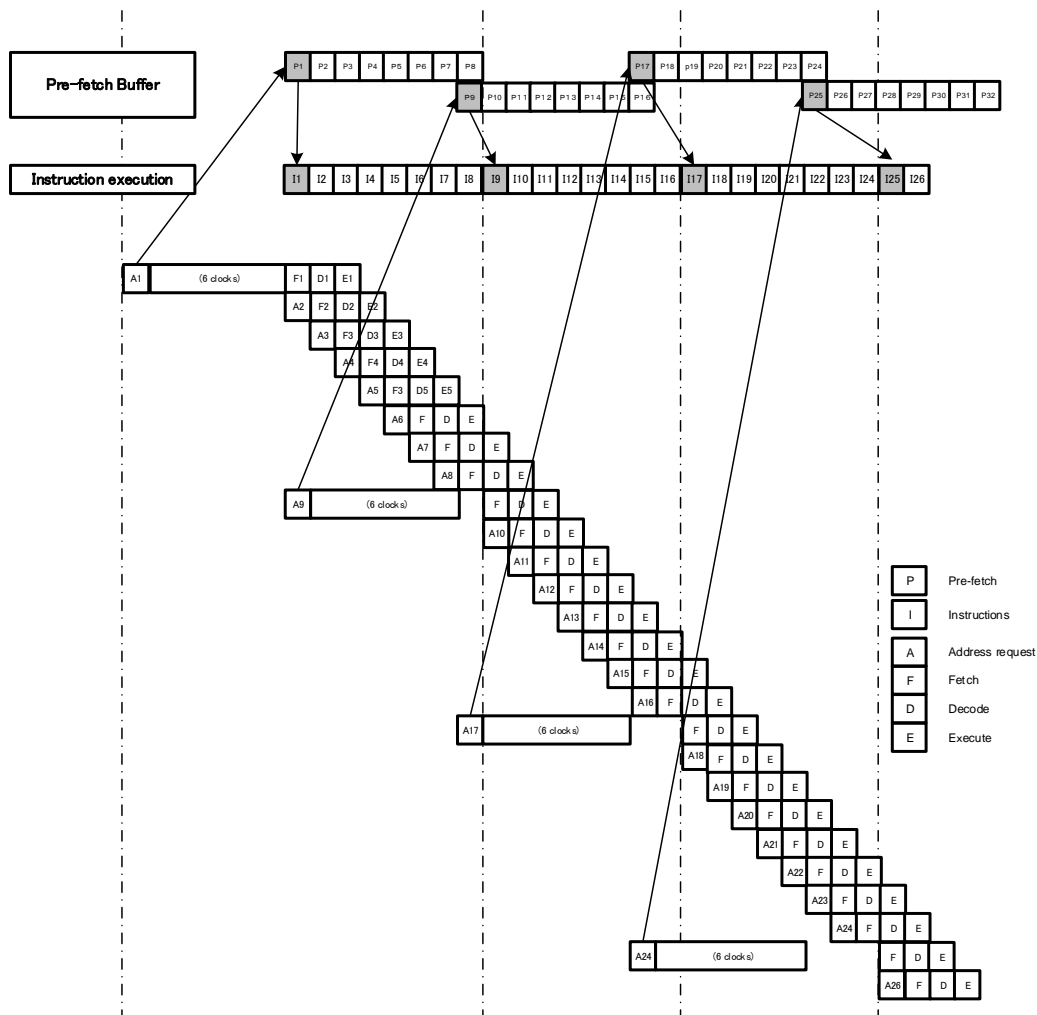 P1 P2 P3 P4 P5 P6 P7 P8 P17 P18 p19 P20 P21 P22 P23 P24
Pre-fetch Buffer
P9 P10 P11 P12 P13 P14 P15 P16 P25 P26 P27 P28 P29 P30 P31 P32
Instruction execution I1 I2 I3 I4 I5 I6 I7 I8 I9 I10 I11 I12 I13 I14 I15 I16 I17 I18 I19 I20 I21 I22 I23 I24 I25 I26
A1 (6 clocks) F1 D1 E1
A2 F2 D2 E2
A3 F3 D3 E3
A4 F4 D4 E4
A5 F3 D5 E5
A6 F D E
A7 F D E
A8 F D E
A9 (6 clocks) F D E
A10 F D E
A11 F D E
A12 F D E
A13 F D E
A14 F D E
A15 F D E
A16 F D E
A17 (6 clocks) F D E
A18 F D E
A19 F D E
A20 F D E
A21 F D E
A22 F D E
A23 F D E
A24 F D E
A24 (6 clocks) F D E
A26 F D E
P Pre-fetch
I Instructions
A Address request
F Fetch
D Decode
E Execute